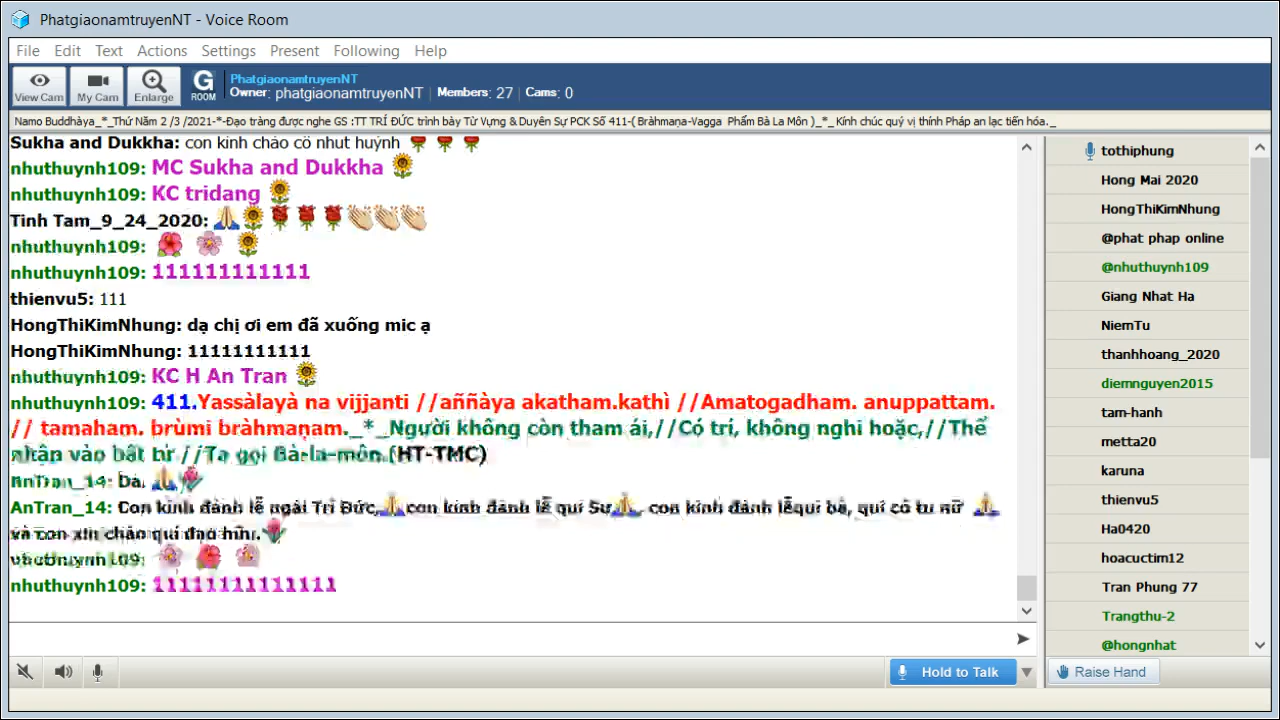 PhatgiaonamtruyenNT - Voice Room
File Edit Text Actions Settings Present Following Help
View Cam My Cam Enlarge G ROOM
PhatgiaonamtruyenNT
Owner: phatgiaonamtruyenNT | Members: 27 | Cams: 0
Namo Buddhàya_*_Thứ Năm 2 /3 /2021-*-Đạo tràng được nghe GS :TT TRÍ ĐỨC trình bày Từ Vựng & Duyên Sự PCK Số 411-( Bràhmaṇa-Vagga Phẩm Bà La Môn )_*_ Kính chúc quý vị thính Pháp an lạc tiến hóa._
Sukha and Dukkha: con kính chào cô như huỳnh
nhuthuynh109: MC Sukha and Dukkha
nhuthuynh109: KC tridang
Tinh Tam_9_24_2020:
nhuthuynh109:
nhuthuynh109: 111111111111
thienvu5: 111
HongThiKimNhung: dạ chị ơi em đã xuống mic ạ
HongThiKimNhung: 11111111111
nhuthuynh109: KC H An Tran
nhuthuynh109: 411.Yassàlayà na vijjanti //aññàya akatham.kathì //Amatogadham. anuppattam.
// tamaham. brùmi bràhmaṇam._*_Người không còn tham ái,//Có trí, không nghi hoặc,//Thể
nhận vào bất tử //Ta gọi Bà-la-môn.(HT-TMC)
AnTran_14: Dạ,
AnTran_14: Con kính đảnh lễ ngài Trí Đức, con kính đảnh lễ quí Sư, con kính đảnh lễ quí bà, quí cô tu nữ
và con xin chào quí đạo hữu.
nhuthuynh109:
nhuthuynh109: 11111111111111
Hold to Talk
tothiphung
Hong Mai 2020
HongThiKimNhung
@phat phap online
@nhuthuynh109
Giang Nhat Ha
NiemTu
thanhhoang_2020
diemnguyen2015
tam-hanh
metta20
karuna
thienvu5
Ha0420
hoacuctim12
Tran Phung 77
Trangthu-2
@hongnhat
Raise Hand